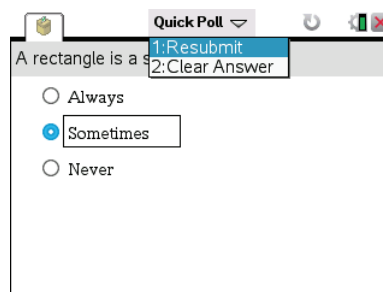 Quick Poll
1:Resubmit
2:Clear Answer
A rectangle is a
Always
Sometimes
Never